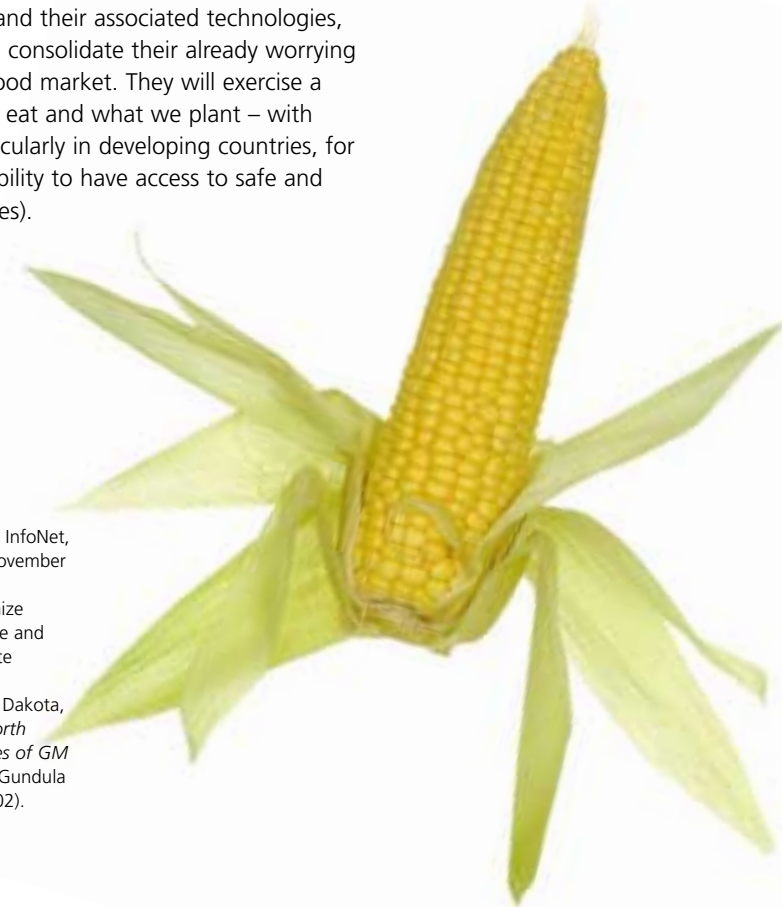 and their associated technologies,
consolidate their already worrying
ood market. They will exercise a
eat and what we plant – with
cularly in developing countries, for
bility to have access to safe and
es).
InfoNet,
ovember
ize
e and
te
Dakota,
orth
es of GM
Gundula
02).